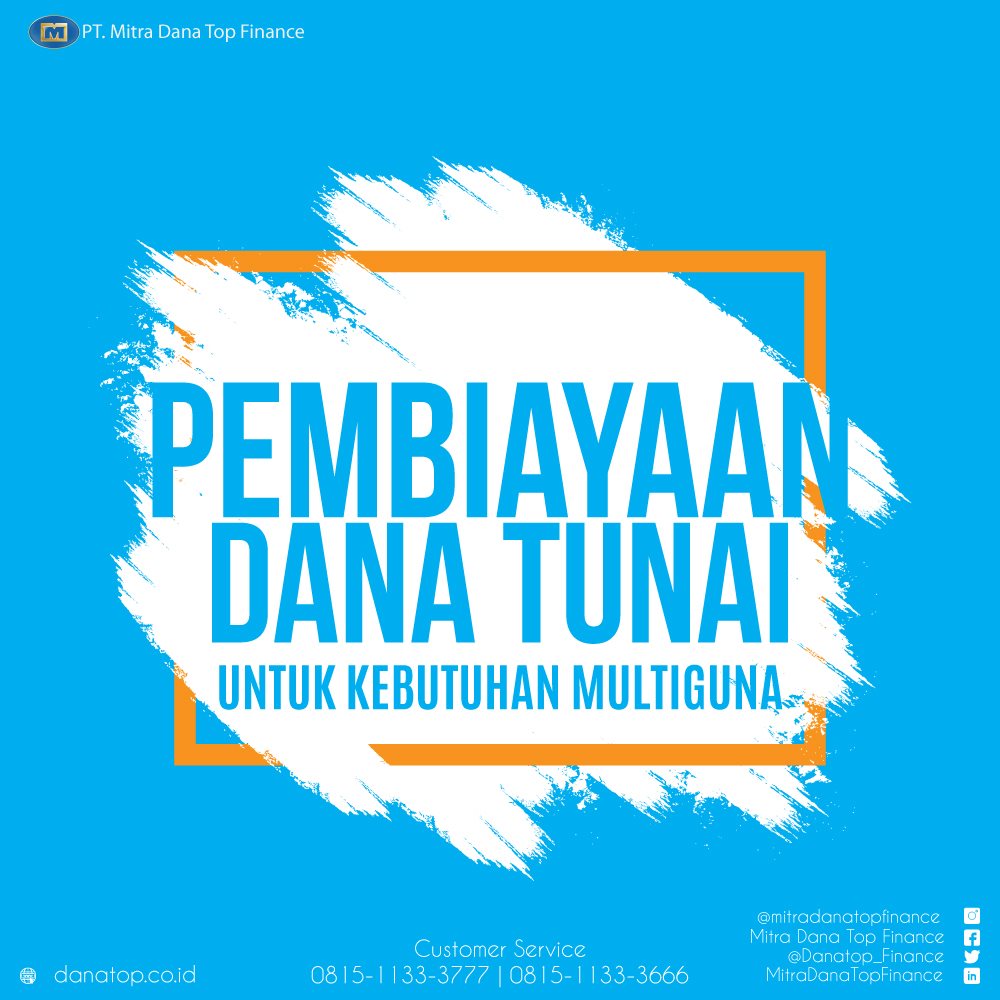 PT. Mitra Dana Top Finance
PEMBIAYAAN
DANA TUNAI
UNTUK KEBUTUHAN MULTIGUNA
@mitradanatopfinance
Mitra Dana Top Finance
@Danatop_Finance
MitraDanaTopFinance
Customer Service
0815-1133-3777 | 0815-1133-3666
danatop.co.id